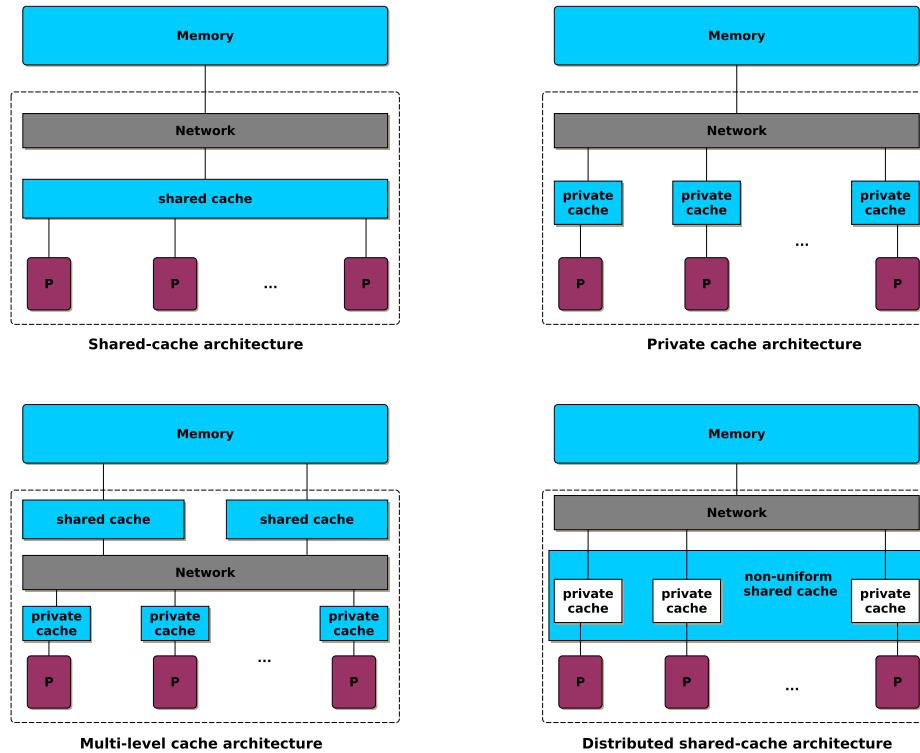 Memory
Network
shared cache
P
P
...
P
Shared-cache architecture
Memory
Network
private
cache
private
cache
private
cache
...
P
P
P
Private cache architecture
Memory
shared cache
shared cache
Network
private
cache
private
cache
private
cache
...
P
P
P
Multi-level cache architecture
Memory
Network
non-uniform
shared cache
private
cache
private
cache
private
cache
P
P
...
P
Distributed shared-cache architecture